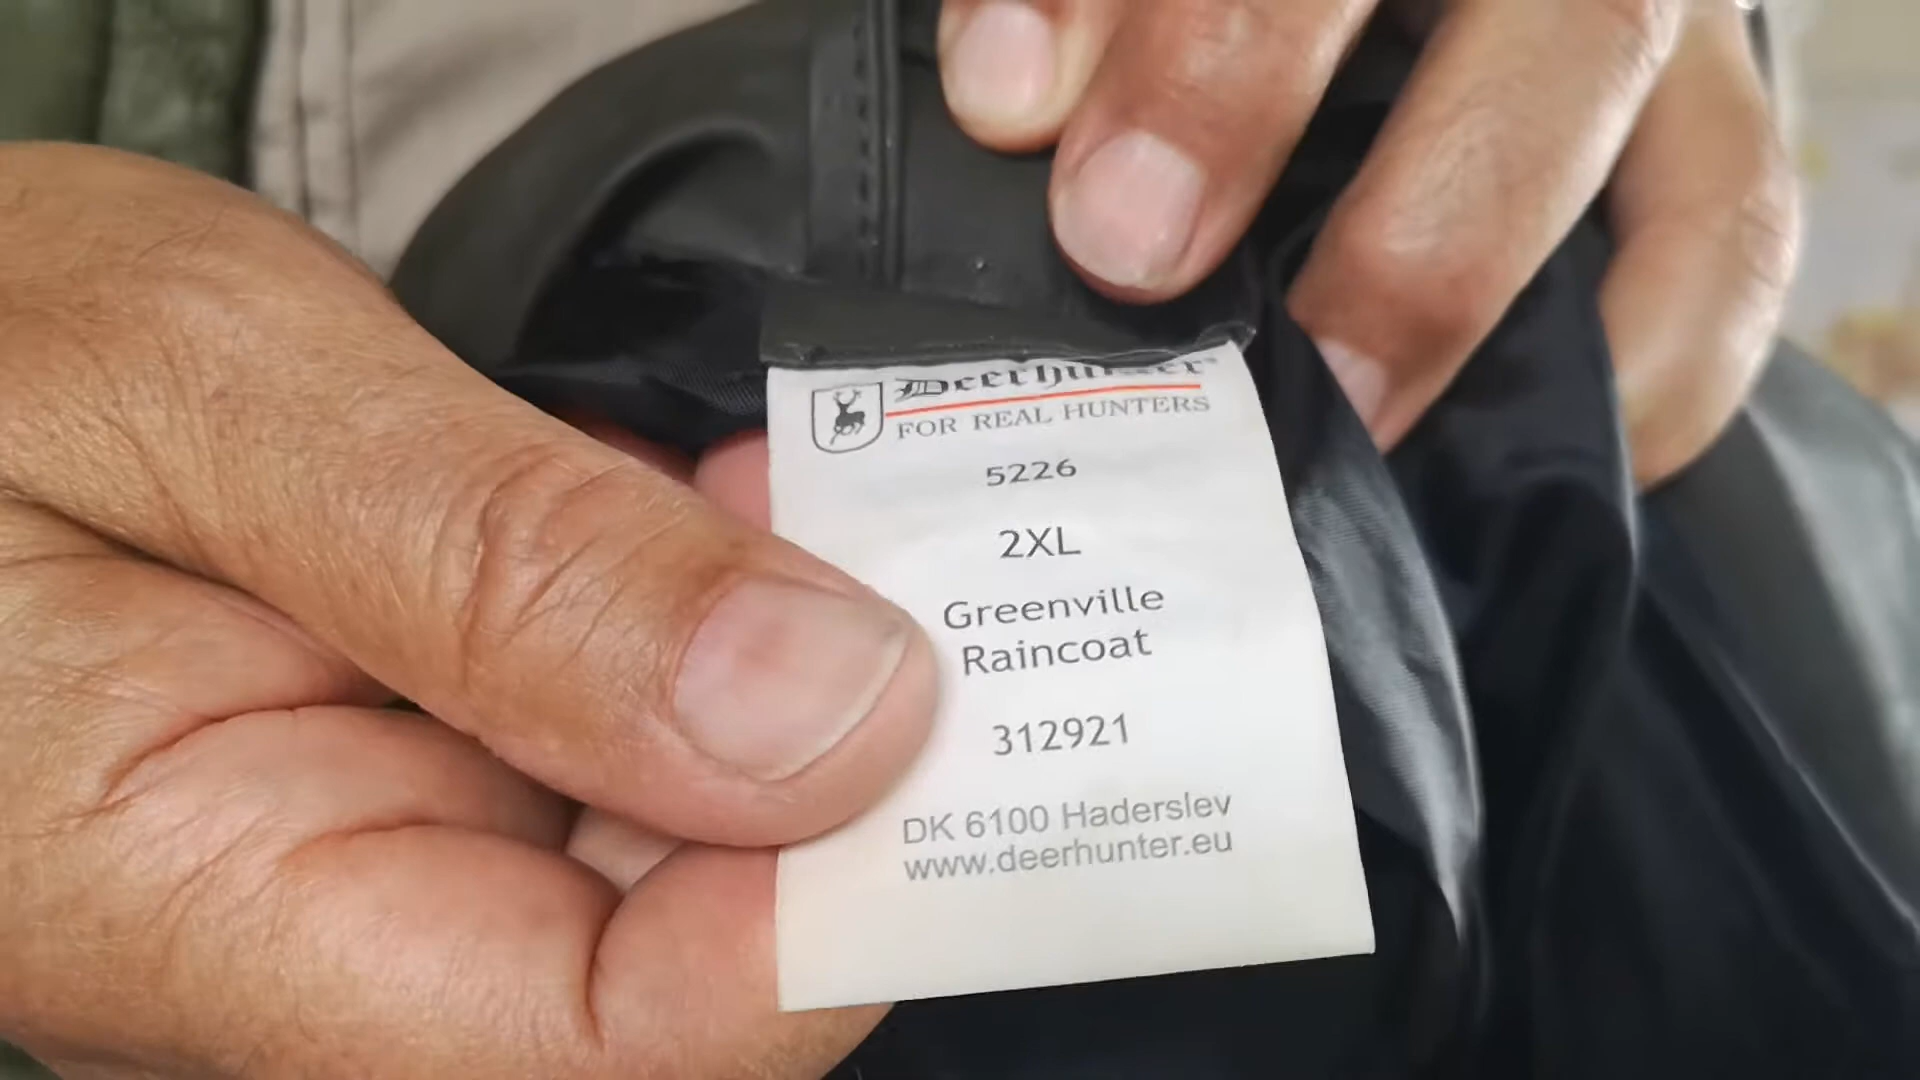 Deerhunter
FOR REAL HUNTERS
5226
2XL
Greenville
Raincoat
312921
DK 6100 Haderslev
www.deerhunter.eu